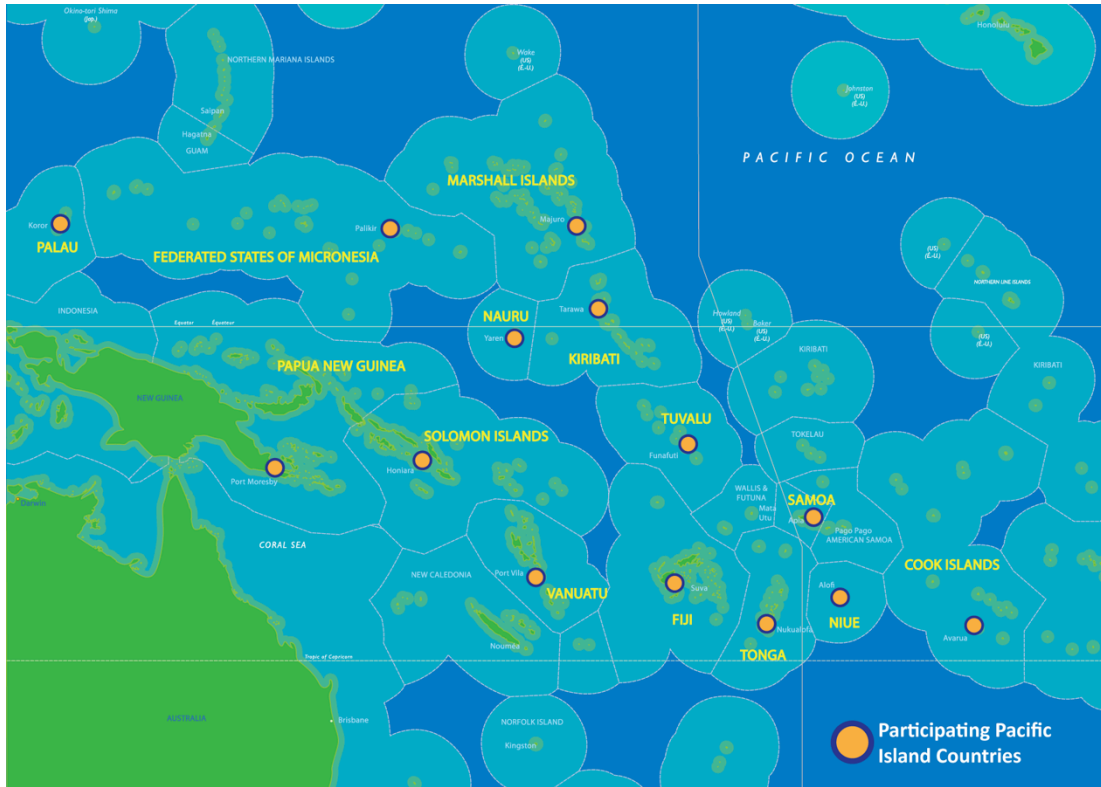 Okino-tori Shima
(Jap.)
Honolulu
NORTHERN MARIANA ISLANDS
Wake
(US)
(É.-U.)
Johnston
(US)
(É.-U.)
Saipan
Hagatna
GUAM
PACIFIC OCEAN
MARSHALL ISLANDS
Majuro
Koror
PALAU
Palikir
FEDERATED STATES OF MICRONESIA
(US)
(É.-U.)
NORTHERN LINE ISLANDS
INDONESIA
Tarawa
NAURU
Yaren
KIRIBATI
Howland
(US)
(É.-U.)
Baker
(US)
(É.-U.)
(US)
(É.-U.)
Equator
Équateur
PAPUA NEW GUINEA
KIRIBATI
KIRIBATI
NEW GUINEA
TUVALU
Funafuti
TOKELAU
SOLOMON ISLANDS
Honiara
Port Moresby
WALLIS &
FUTUNA
Mata
Utu
SAMOA
Apia
Pago Pago
AMERICAN SAMOA
Darwin
CORAL SEA
NEW CALEDONIA
Port Vila
VANUATU
Suva
FIJI
Alofi
NIUE
COOK ISLANDS
Avarua
Nukualofa
TONGA
Nouméa
Tropic of Capricorn
AUSTRALIA
Brisbane
NORFOLK ISLAND
Kingston
Participating Pacific
Island Countries